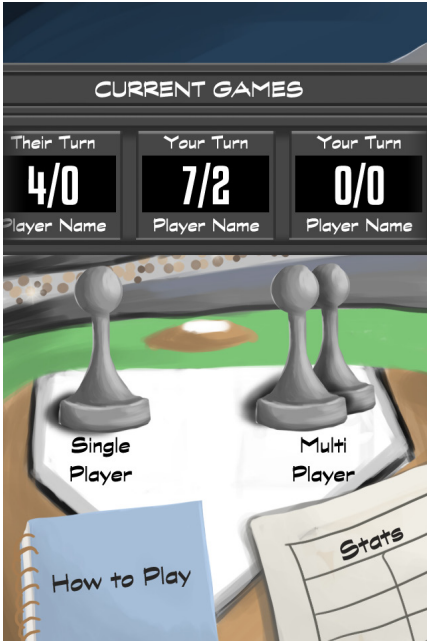 CURRENT GAMES
Their Turn
4/0
Player Name
Your Turn
7/2
Player Name
Your Turn
0/0
Player Name
Single
Player
Multi
Player
How to Play
Stats